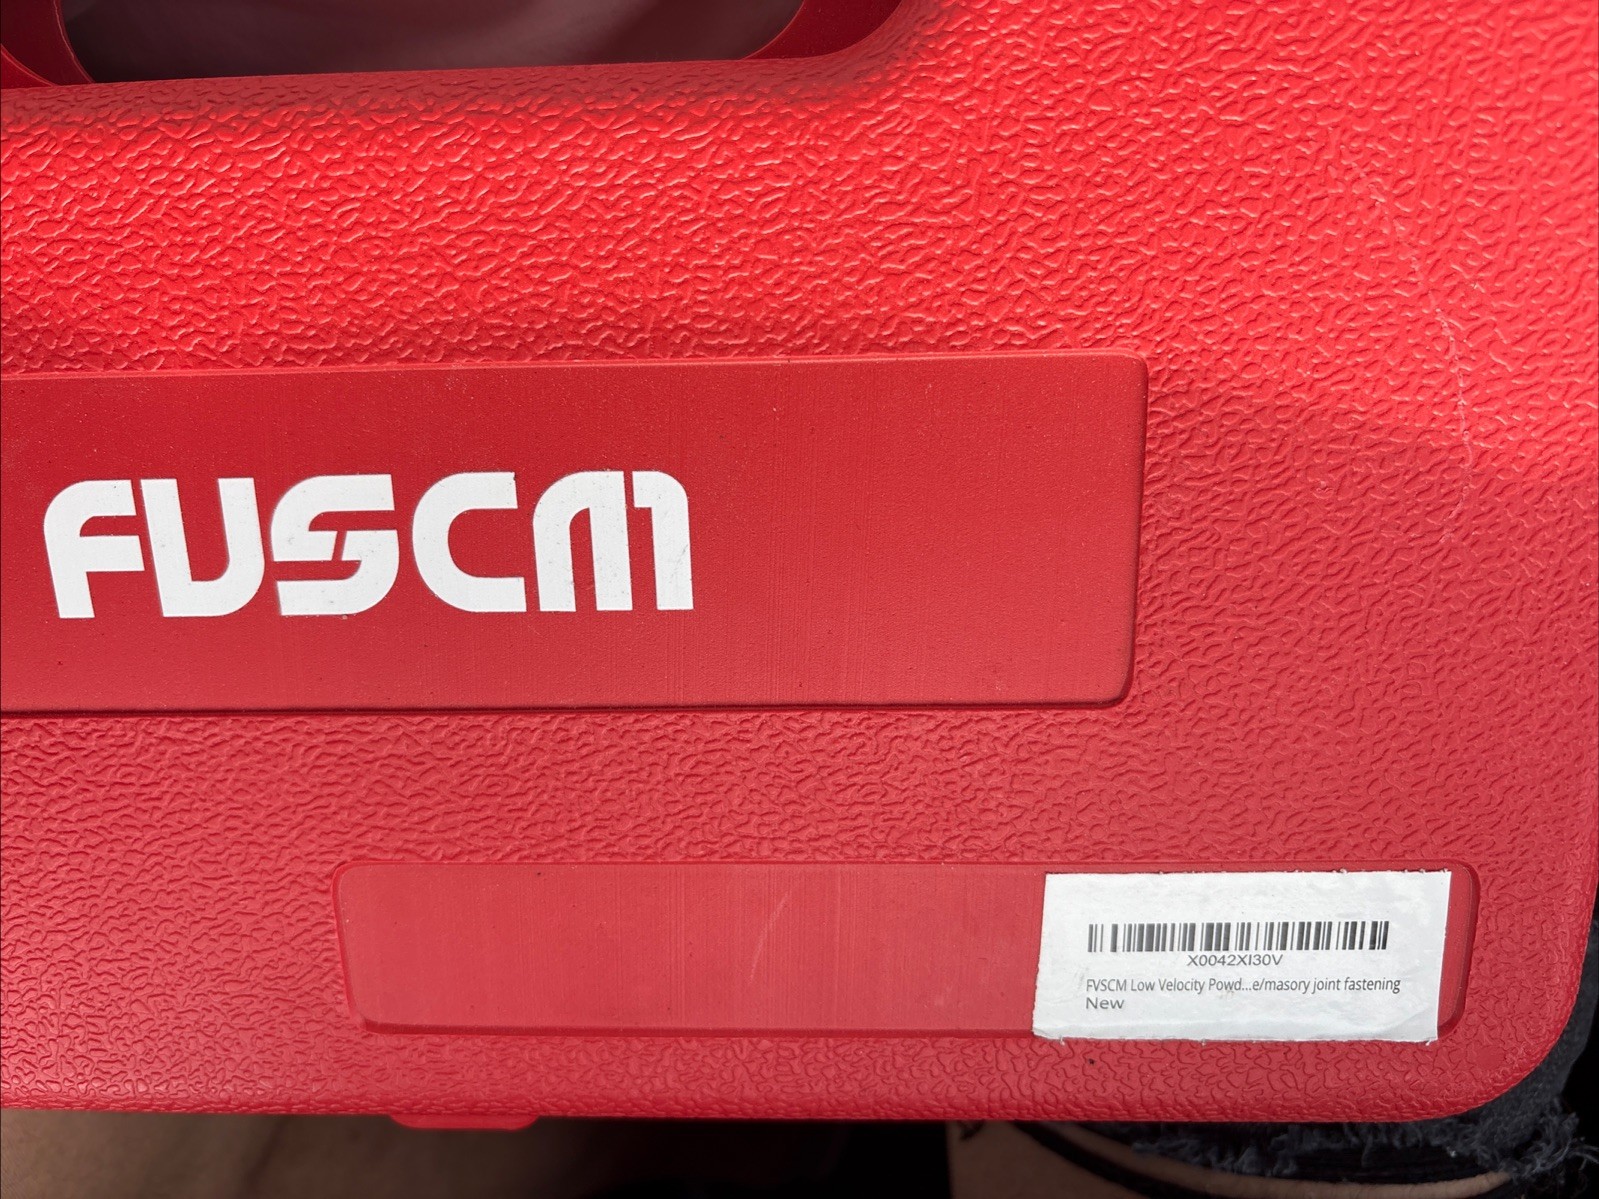 FVSCM
X0042XI30V
FVSCM Low Velocity Powd...e/masory joint fastening
New